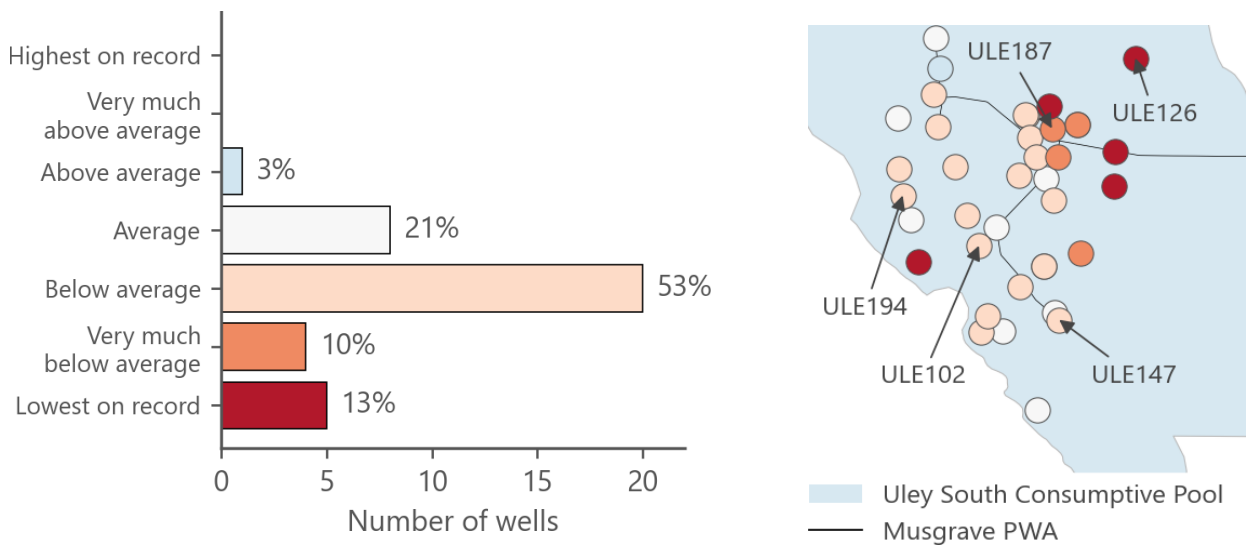 Highest on record
Very much
above average
Above average
3%
Average
21%
Below average
53%
Very much
below average
10%
Lowest on record
13%
0
5
10
15
20
Number of wells
ULE187
ULE126
ULE194
ULE102
ULE147
Uley South Consumptive Pool
Musgrave PWA